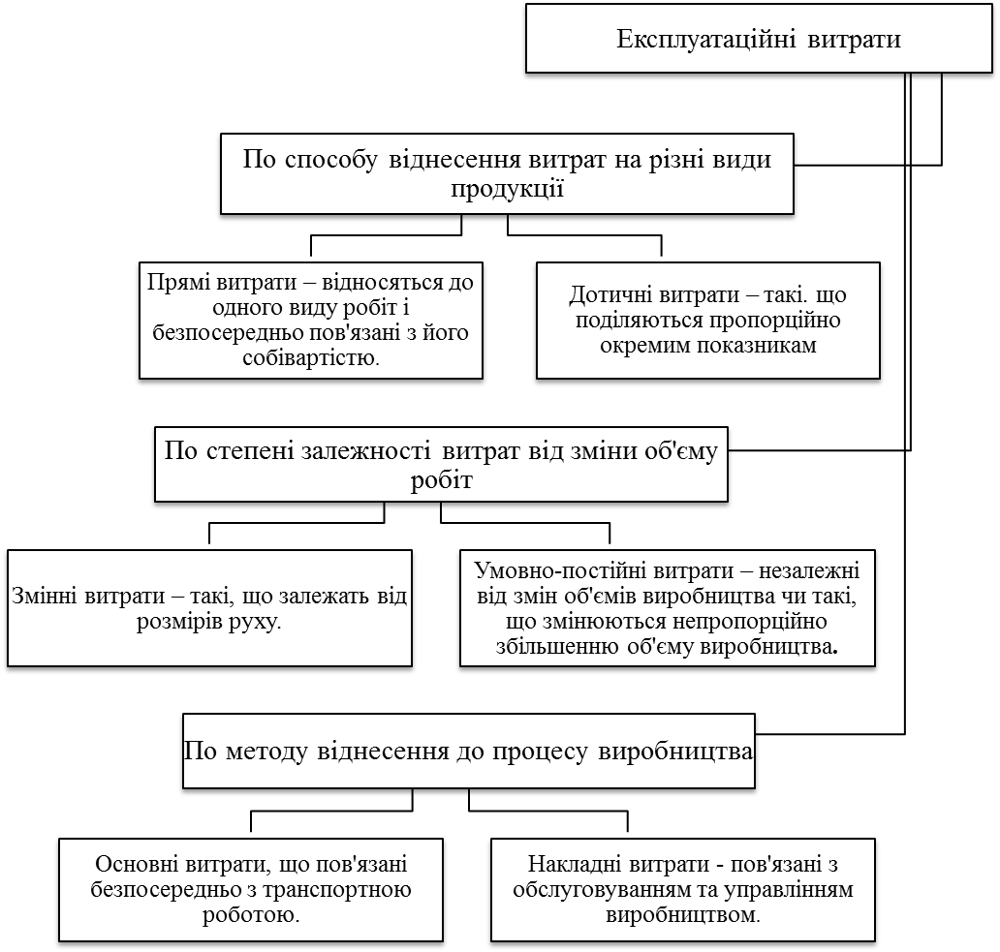 Експлуатаційні витрати
По способу віднесення витрат на різні види
продукції
Прямі витрати – відносяться до
одного виду робіт і
безпосередньо пов'язані з його
собівартістю.
Дотичні витрати – такі. що
поділяються пропорційно
окремим показникам
По степені залежності витрат від зміни об'єму
робіт
Змінні витрати – такі, що залежать від
розмірів руху.
Умовно-постійні витрати – незалежні
від змін об'ємів виробництва чи такі,
що змінюються непропорційно
збільшенню об'єму виробництва.
По методу віднесення до процесу виробництва
Основні витрати, що пов'язані
безпосередньо з транспортною
роботою.
Накладні витрати - пов'язані з
обслуговуванням та управлінням
виробництвом.